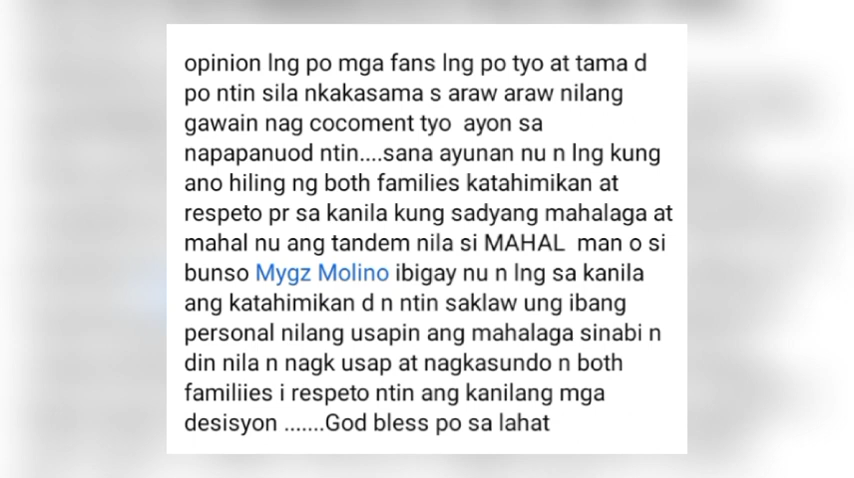 opinion lng po mga fans lng po tyo at tama d
po ntin sila nkakasama s araw araw nilang
gawain nag cocoment tyo  ayon sa
napapanuod ntin....sana ayunan nu n lng kung
ano hiling ng both families katahimikan at
respeto pr sa kanila kung sadyang mahalaga at
mahal nu ang tandem nila si MAHAL  man o si
bunso Mygz Molino ibigay nu n lng sa kanila
ang katahimikan d n ntin saklaw ung ibang
personal nilang usapin ang mahalaga sinabi n
din nila n nagk usap at nagkasundo n both
familiies i respeto ntin ang kanilang mga
desisyon .......God bless po sa lahat